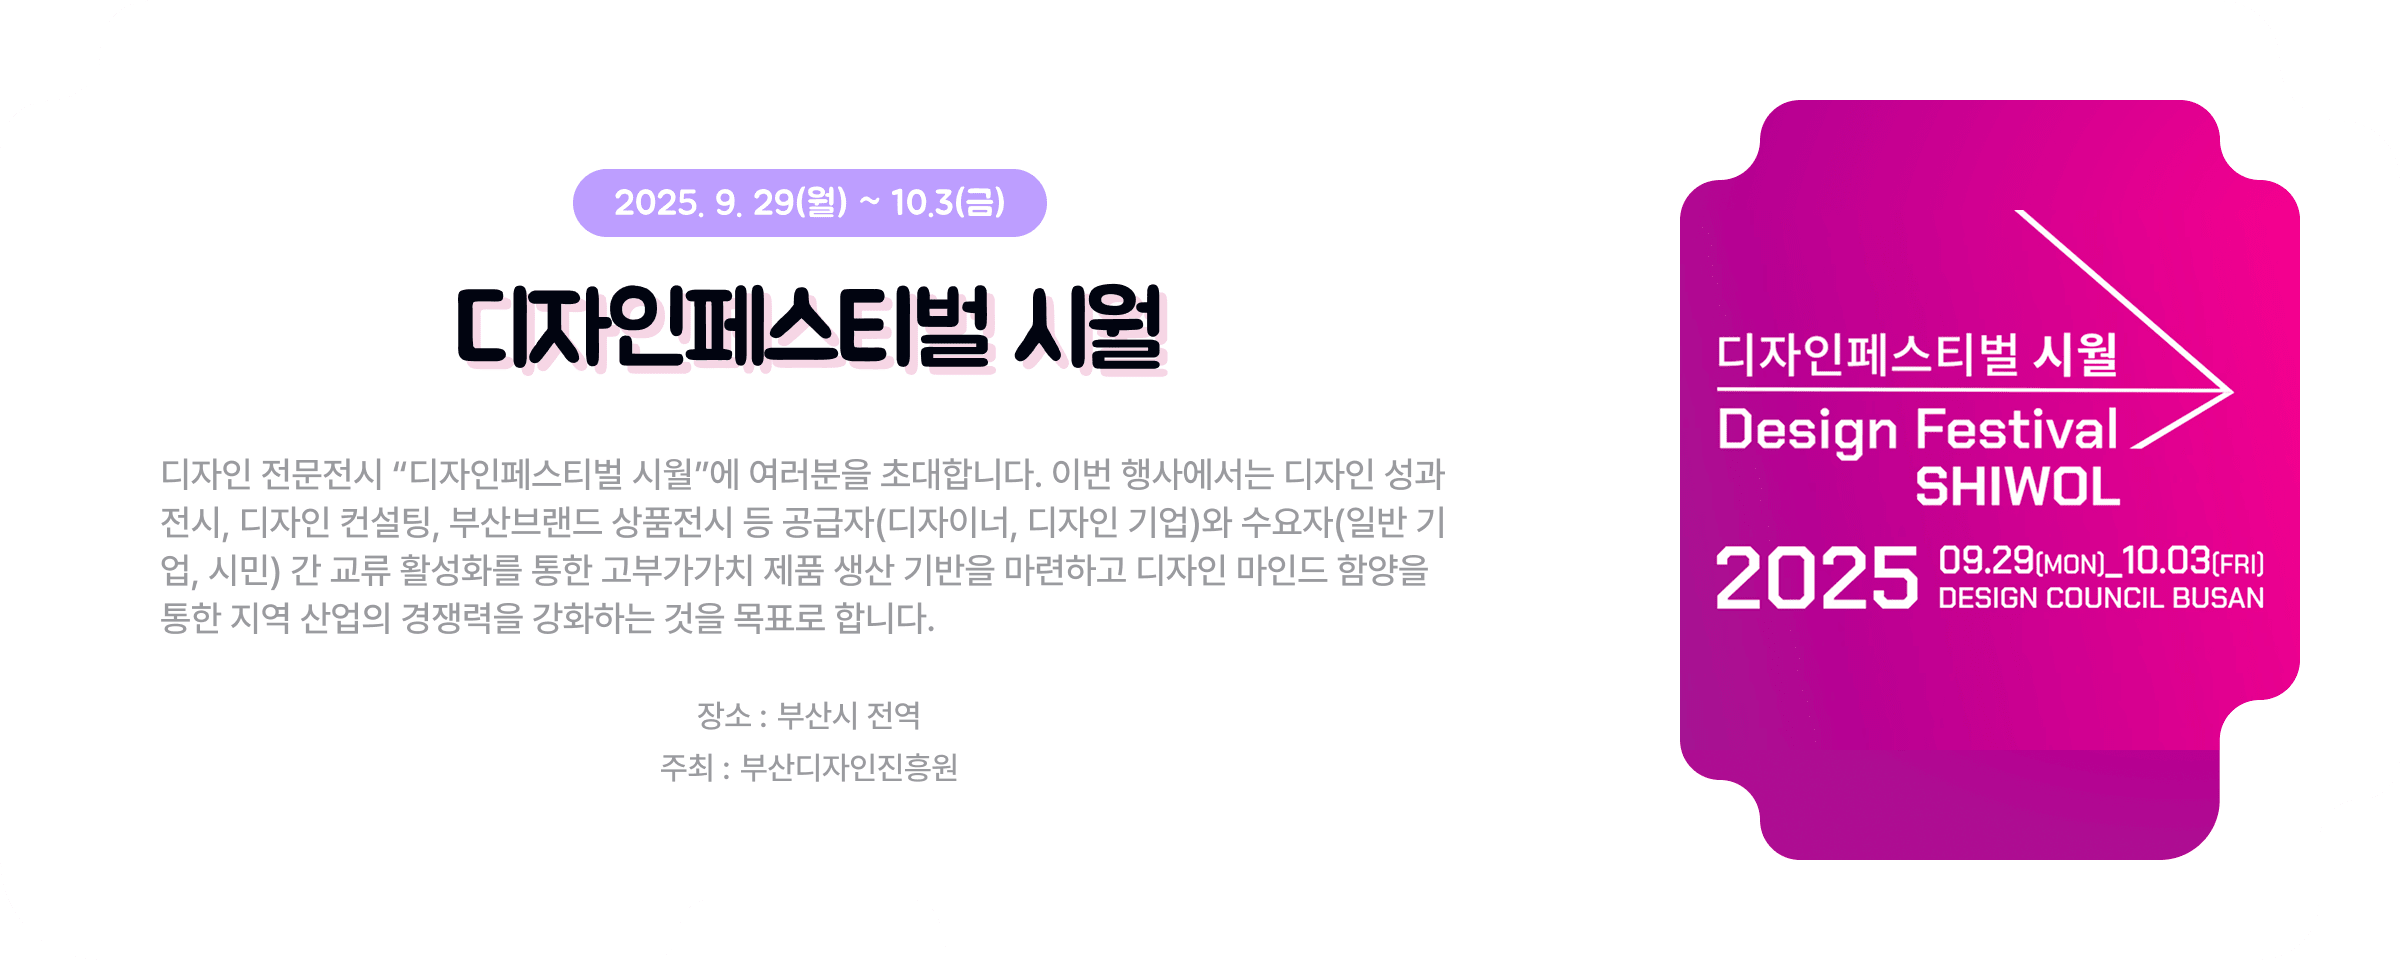 2025. 9. 29(월) ~ 10.3(금)
디자인페스티벌 시월
디자인 전문전시 “디자인페스티벌 시월”에 여러분을 초대합니다. 이번 행사에서는 디자인 성과
전시, 디자인 컨설팅, 부산브랜드 상품전시 등 공급자(디자이너, 디자인 기업)와 수요자(일반 기
업, 시민) 간 교류 활성화를 통한 고부가가치 제품 생산 기반을 마련하고 디자인 마인드 함양을
통한 지역 산업의 경쟁력을 강화하는 것을 목표로 합니다.
장소 : 부산시 전역
주최 : 부산디자인진흥원
디자인페스티벌 시월
Design Festival
SHIWOL
2025 09.29(MON)_10.03(FRI)
DESIGN COUNCIL BUSAN